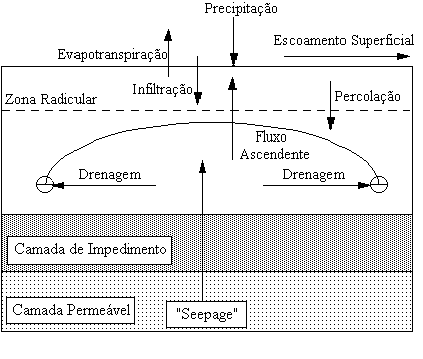 Precipitação
Evapotranspiração
Escoamento Superficial
Infiltração
Percolação
Zona Radicular
Fluxo
Ascendente
Drenagem
Drenagem
Camada de Impedimento
Camada Permeável
"Seepage"